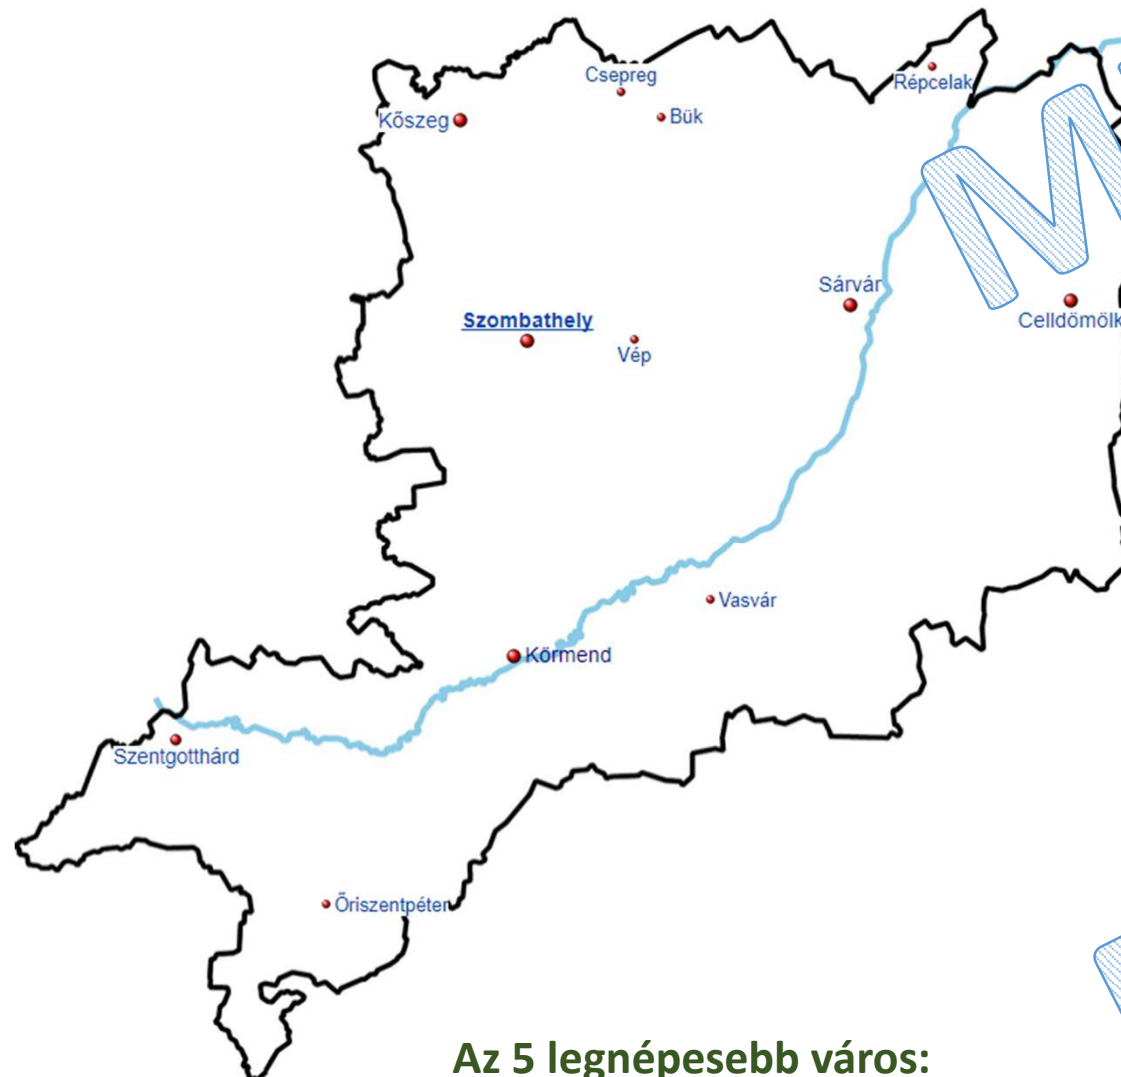 Csepreg
Répcelak
Kőszeg
Bük
M
Sárvár
Szombathely
Celldömölk
Vép
Vasvár
Körmend
Szentgotthárd
Őriszentpéter
Az 5 legnépesebb város: